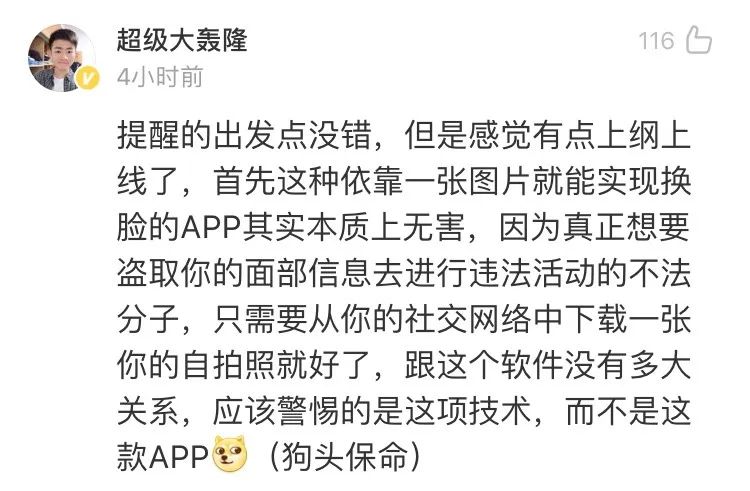 超级大轰隆
116
4小时前
提醒的出发点没错，但是感觉有点上纲上
线了，首先这种依靠一张图片就能实现换
脸的APP其实本质上无害，因为真正想要
盗取你的面部信息去进行违法活动的不法
分子，只需要从你的社交网络中下载一张
你的自拍照就好了，跟这个软件没有多大
关系，应该警惕的是这项技术，而不是这
款APP（狗头保命）